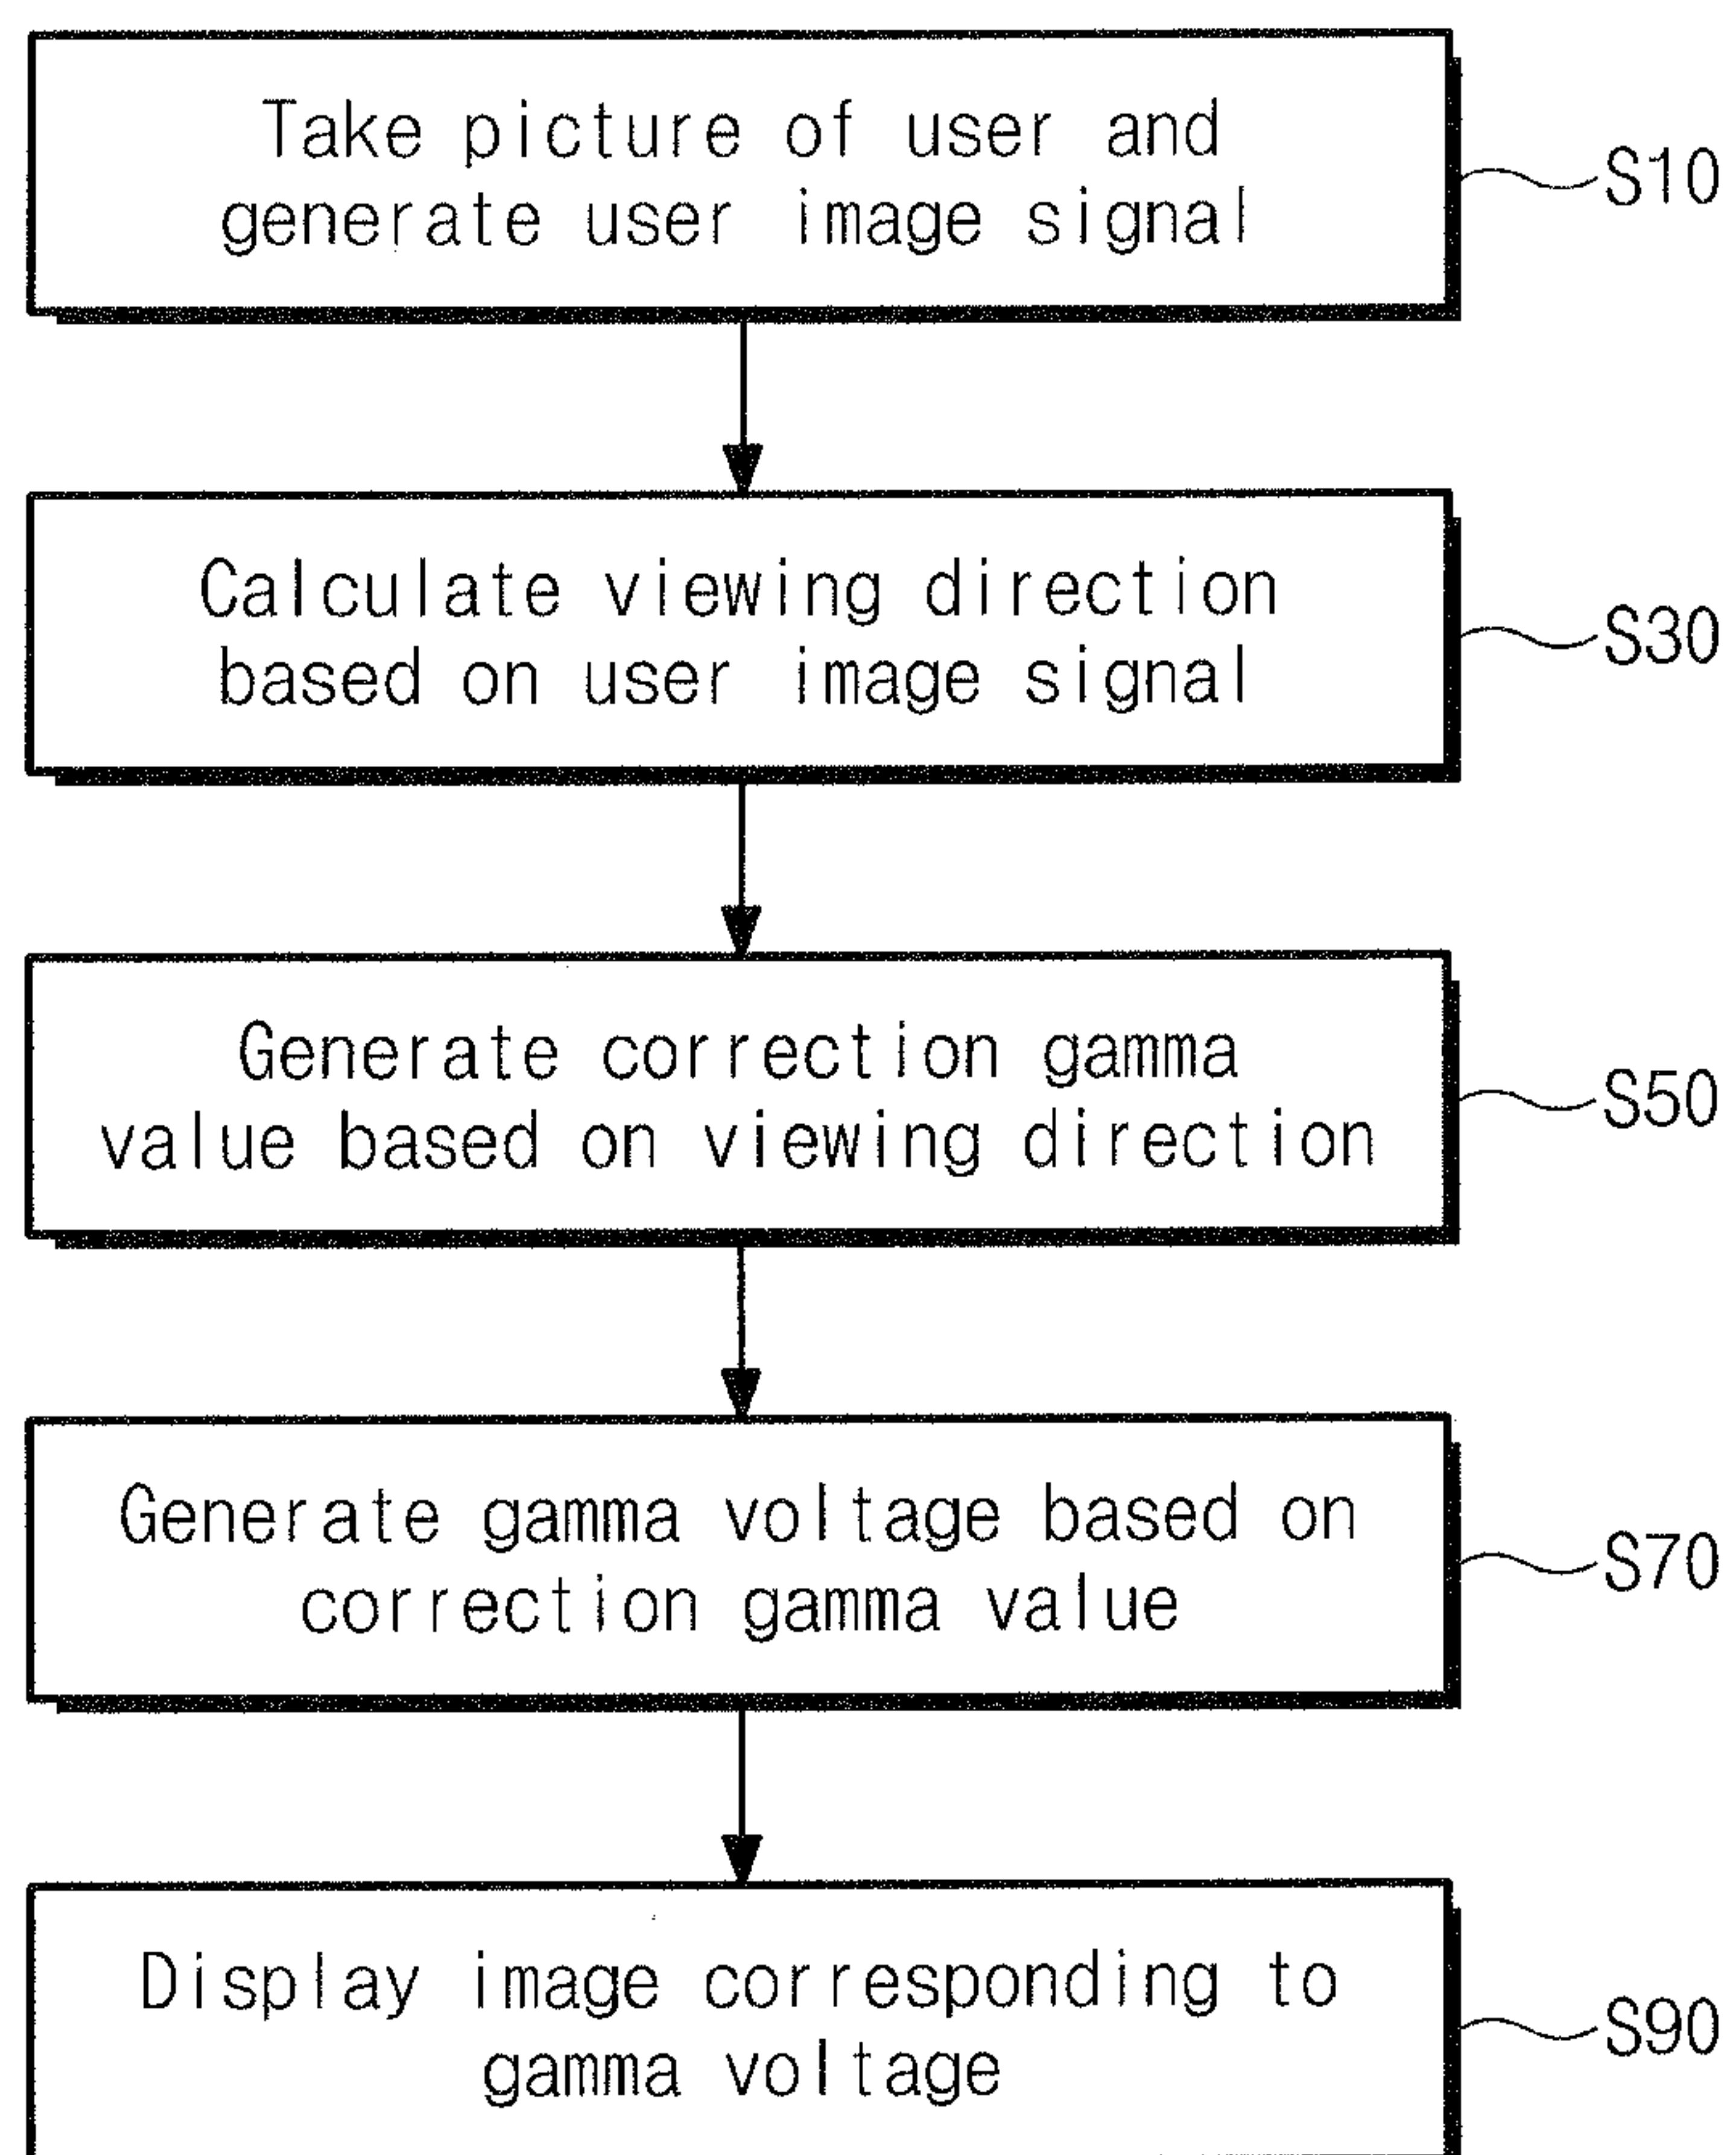 Take picture of user and
generate user image signal
S10
Calculate viewing direction
based on user image signal
S30
Generate correction gamma
value based on viewing direction
S50
Generate gamma voltage based on
correction gamma value
S70
Display image corresponding to
gamma voltage
S90